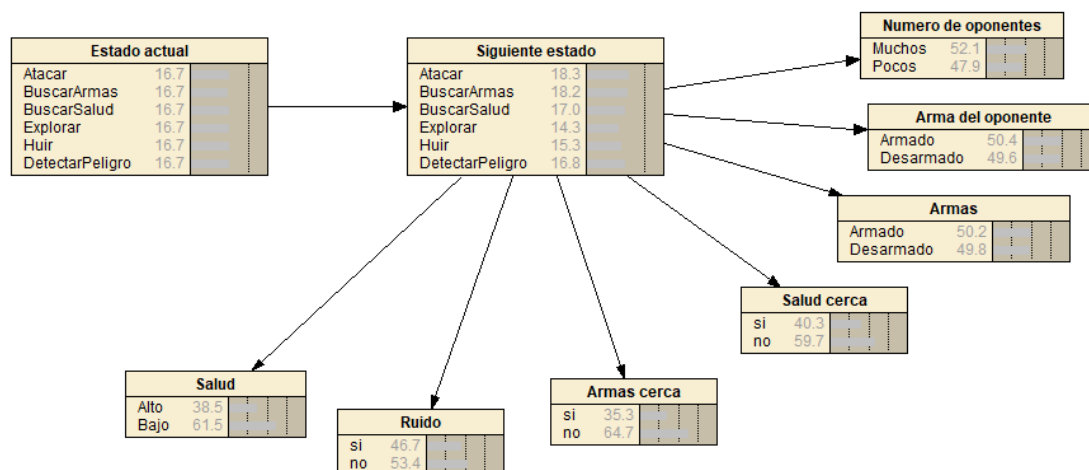 Estado actual
Atacar 16.7
BuscarArmas 16.7
BuscarSalud 16.7
Explorar 16.7
Huir 16.7
DetectarPeligro 16.7
Siguiente estado
Atacar 18.3
BuscarArmas 18.2
BuscarSalud 17.0
Explorar 14.3
Huir 15.3
DetectarPeligro 16.8
Numero de oponentes
Muchos 52.1
Pocos 47.9
Arma del oponente
Armado 50.4
Desarmado 49.6
Armas
Armado 50.2
Desarmado 49.8
Salud cerca
si 40.3
no 59.7
Armas cerca
si 35.3
no 64.7
Ruido
si 46.7
no 53.4
Salud
Alto 38.5
Bajo 61.5